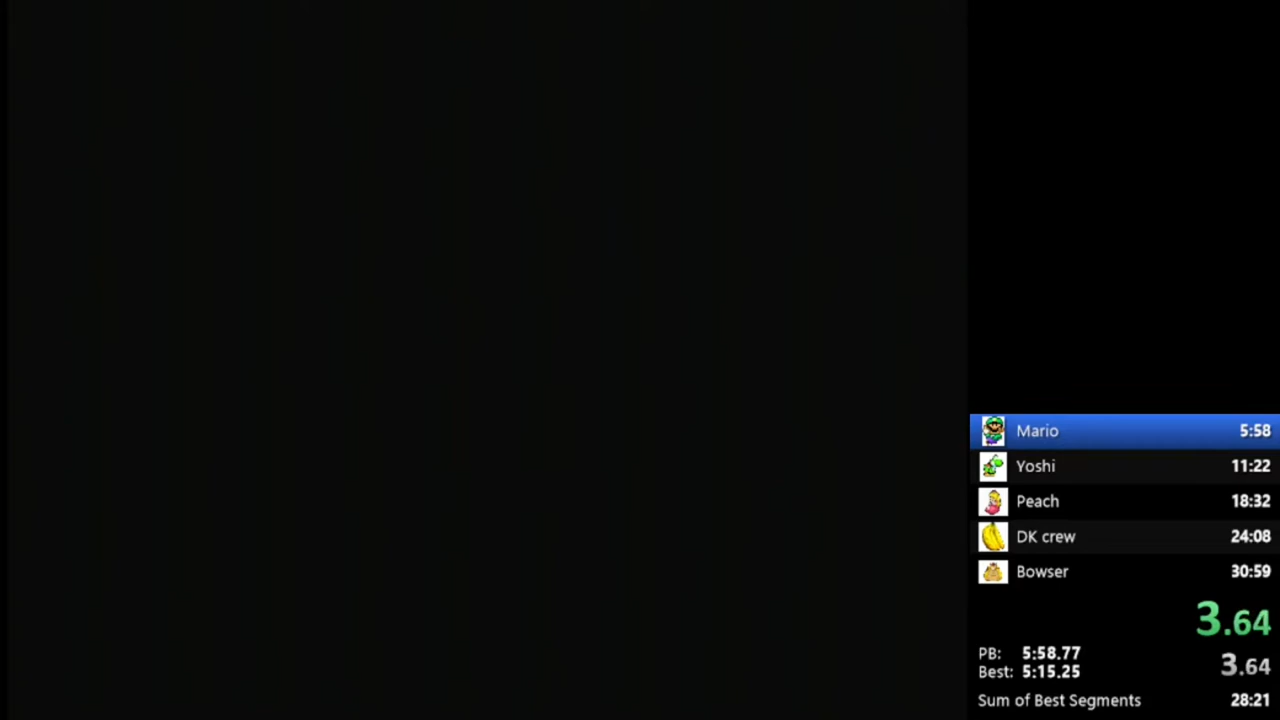 Mario 5:58
Yoshi 11:22
Peach 18:32
DK crew 24:08
Bowser 30:59
3.64
PB: 5:58.77
Best: 5:15.25
3.64
Sum of Best Segments 28:21